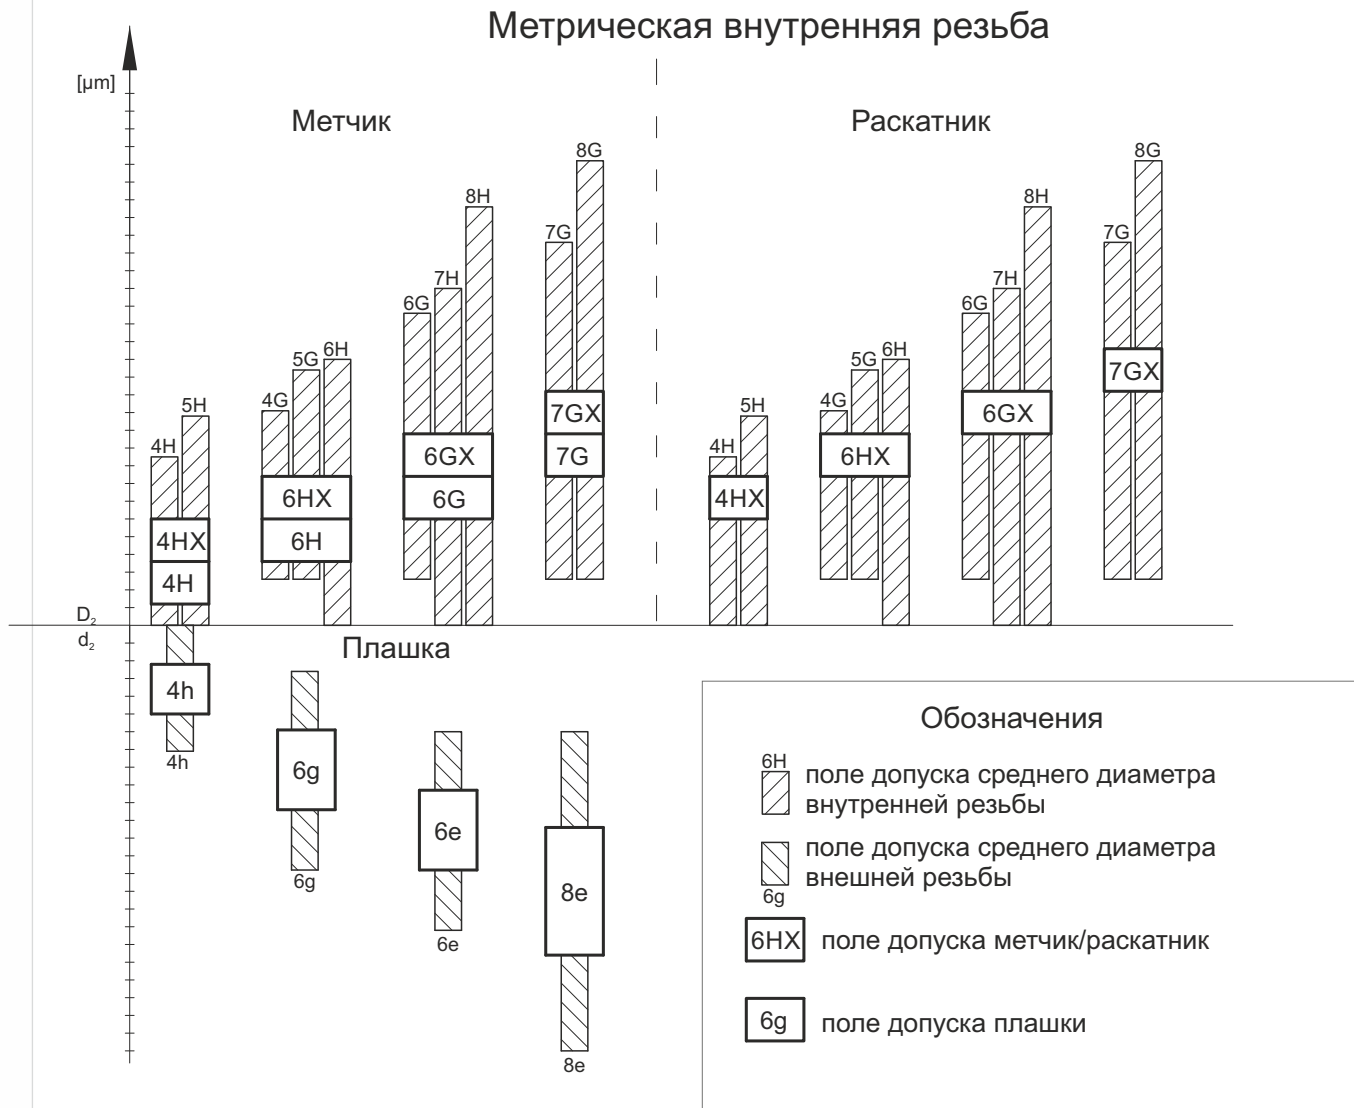 Метрическая внутренняя резьба
[µm]
Метчик
Раскатник
8G
8G
8H
8H
7G
7G
7H
7H
6G
6G
6H
6H
5G
5G
4G
4G
5H
5H
4H
4H
7GX
7G
6GX
6G
6HX
6H
4HX
4H
4HX
6HX
6GX
7GX
D₂
d₂
Плашка
4h
4h
6g
6g
6e
6e
8e
8e
Обозначения
6H
поле допуска среднего диаметра
внутренней резьбы
поле допуска среднего диаметра
внешней резьбы
6g
6HX поле допуска метчик/раскатник
6g поле допуска плашки